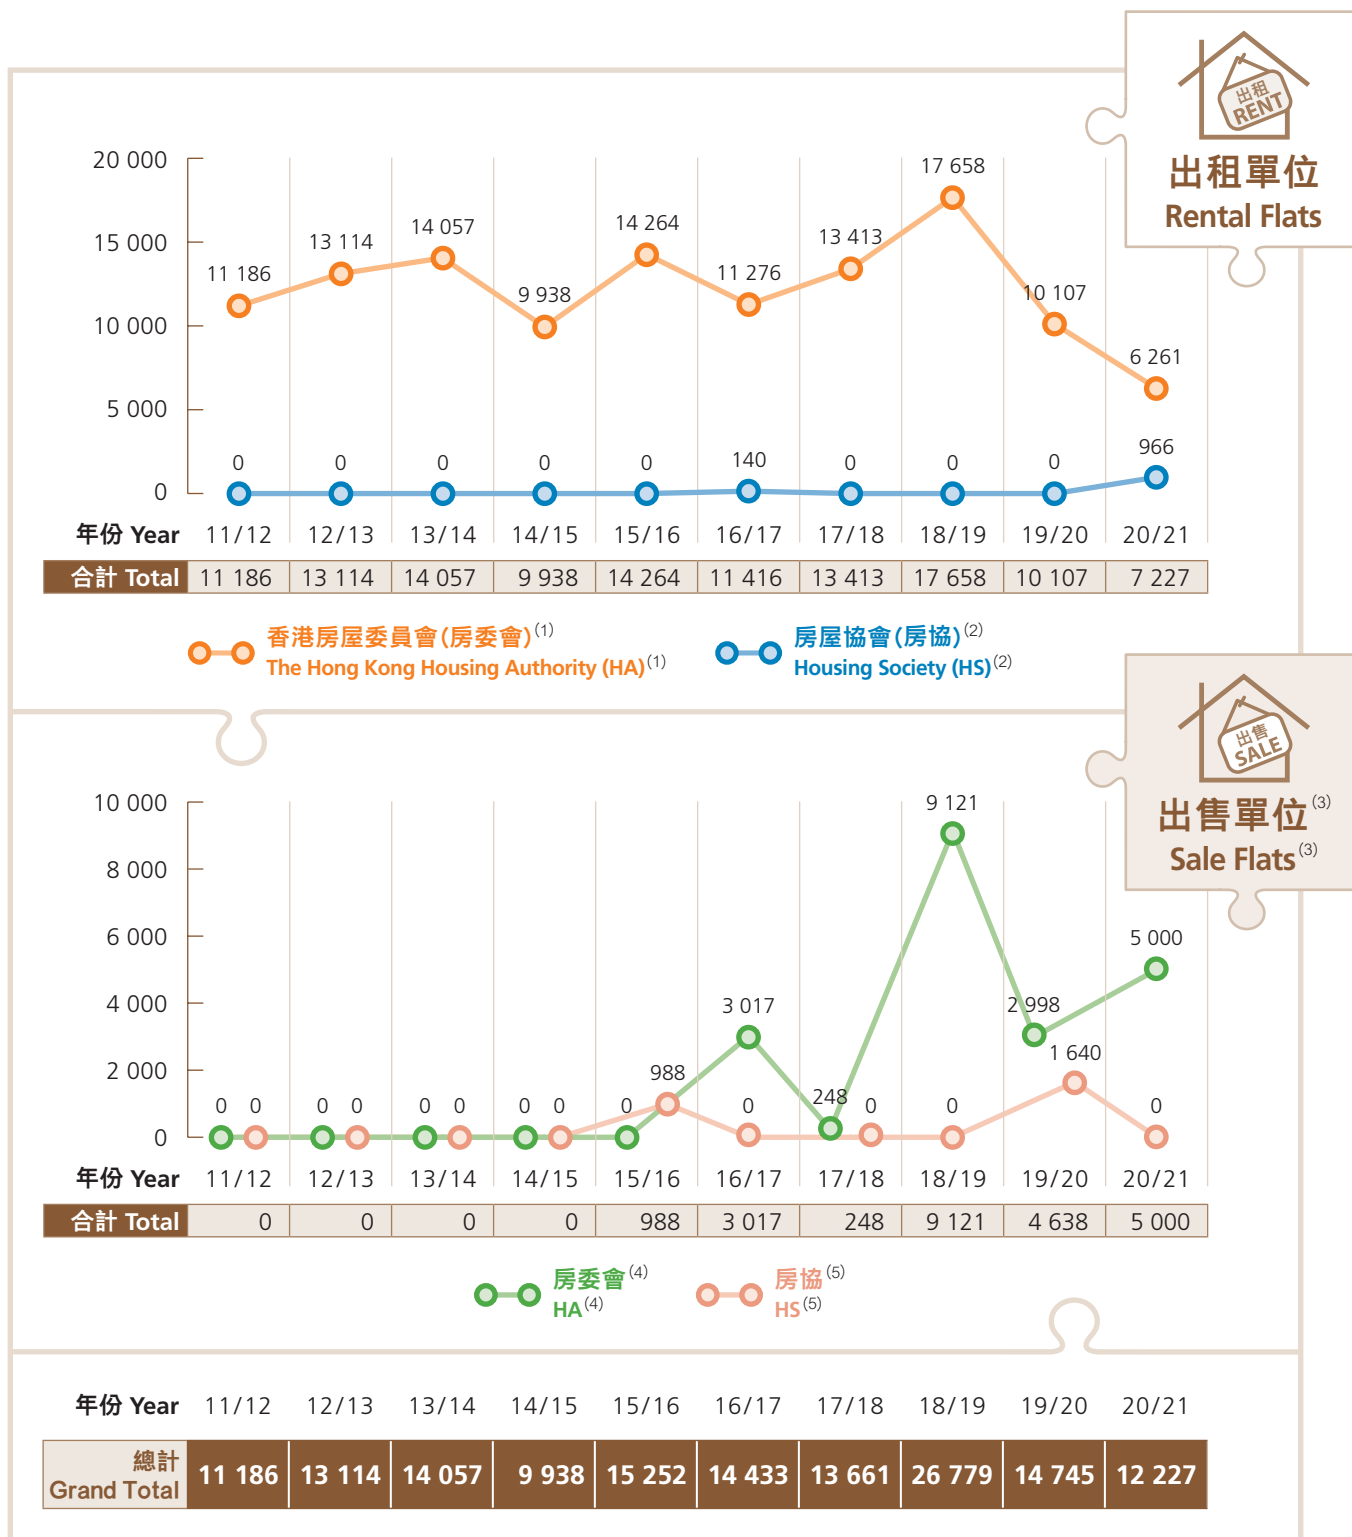 出租
RENT
出租單位
Rental Flats
20 000
15 000
10 000
5 000
0
11 186
13 114
14 057
9 938
14 264
11 276
13 413
17 658
10 107
6 261
0
0
0
0
0
140
0
0
0
966
年份 Year 11/12 12/13 13/14 14/15 15/16 16/17 17/18 18/19 19/20 20/21
合計 Total 11 186 13 114 14 057 9 938 14 264 11 416 13 413 17 658 10 107 7 227
香港房屋委員會(房委會)(1)
The Hong Kong Housing Authority (HA)(1)
房屋協會(房協)(2)
Housing Society (HS)(2)
出售
SALE
出售單位(3)
Sale Flats(3)
10 000
8 000
6 000
4 000
2 000
0
0 0
0 0
0 0
0 0
0
988
3 017
0
248
0
9 121
0
2 998
1 640
5 000
0
年份 Year 11/12 12/13 13/14 14/15 15/16 16/17 17/18 18/19 19/20 20/21
合計 Total 0 0 0 0 988 3 017 248 9 121 4 638 5 000
房委會(4)
HA(4)
房協(5)
HS(5)
年份 Year 11/12 12/13 13/14 14/15 15/16 16/17 17/18 18/19 19/20 20/21
總計
Grand Total 11 186 13 114 14 057 9 938 15 252 14 433 13 661 26 779 14 745 12 227